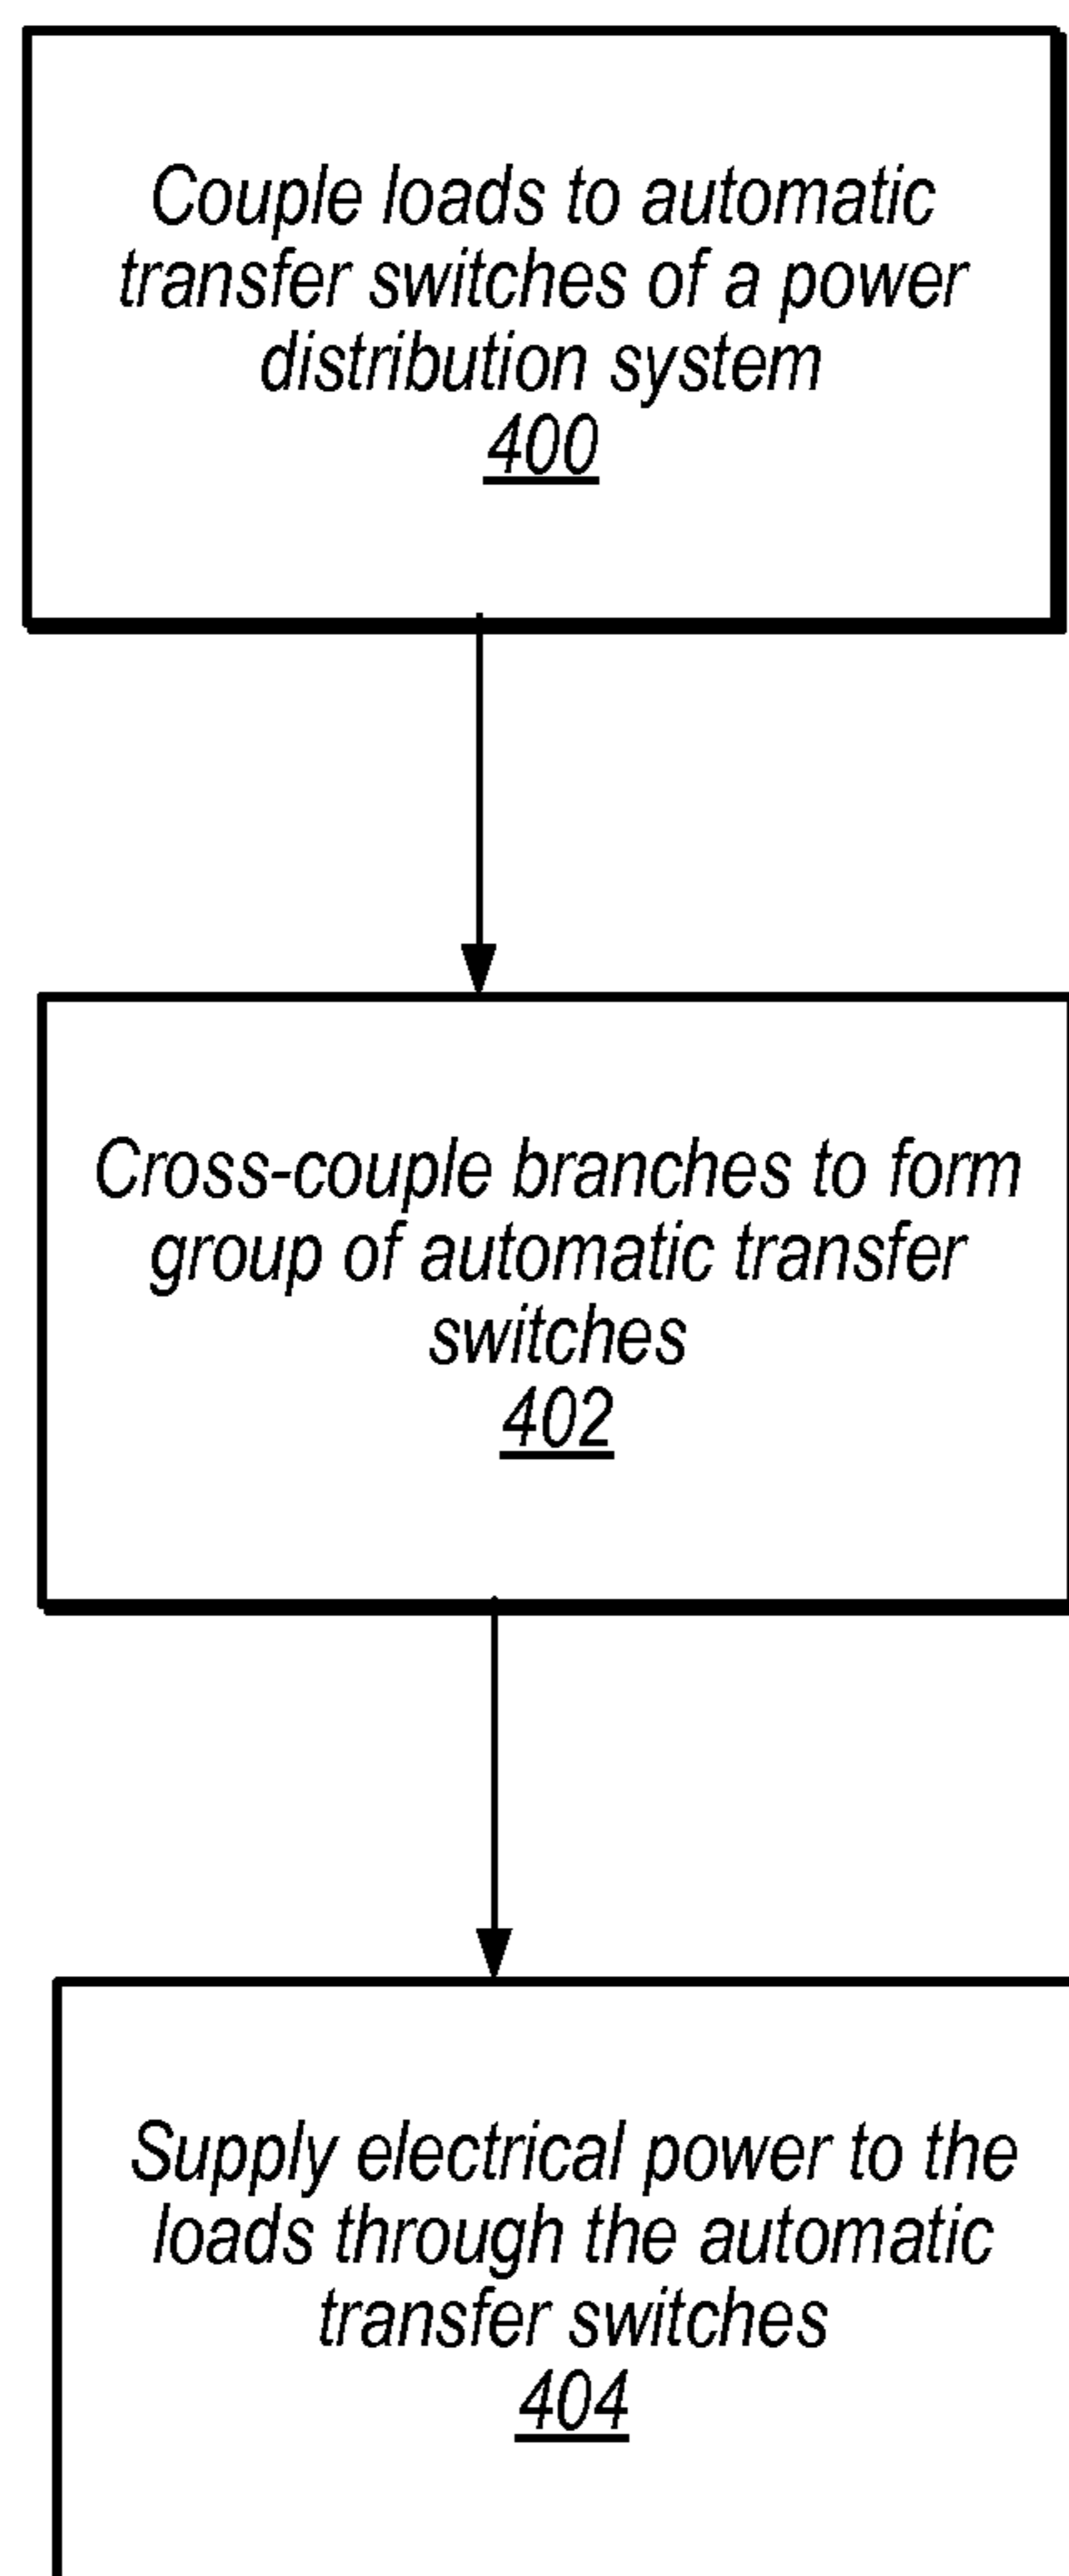 Couple loads to automatic
transfer switches of a power
distribution system
400
Cross-couple branches to form
group of automatic transfer
switches
402
Supply electrical power to the
loads through the automatic
transfer switches
404